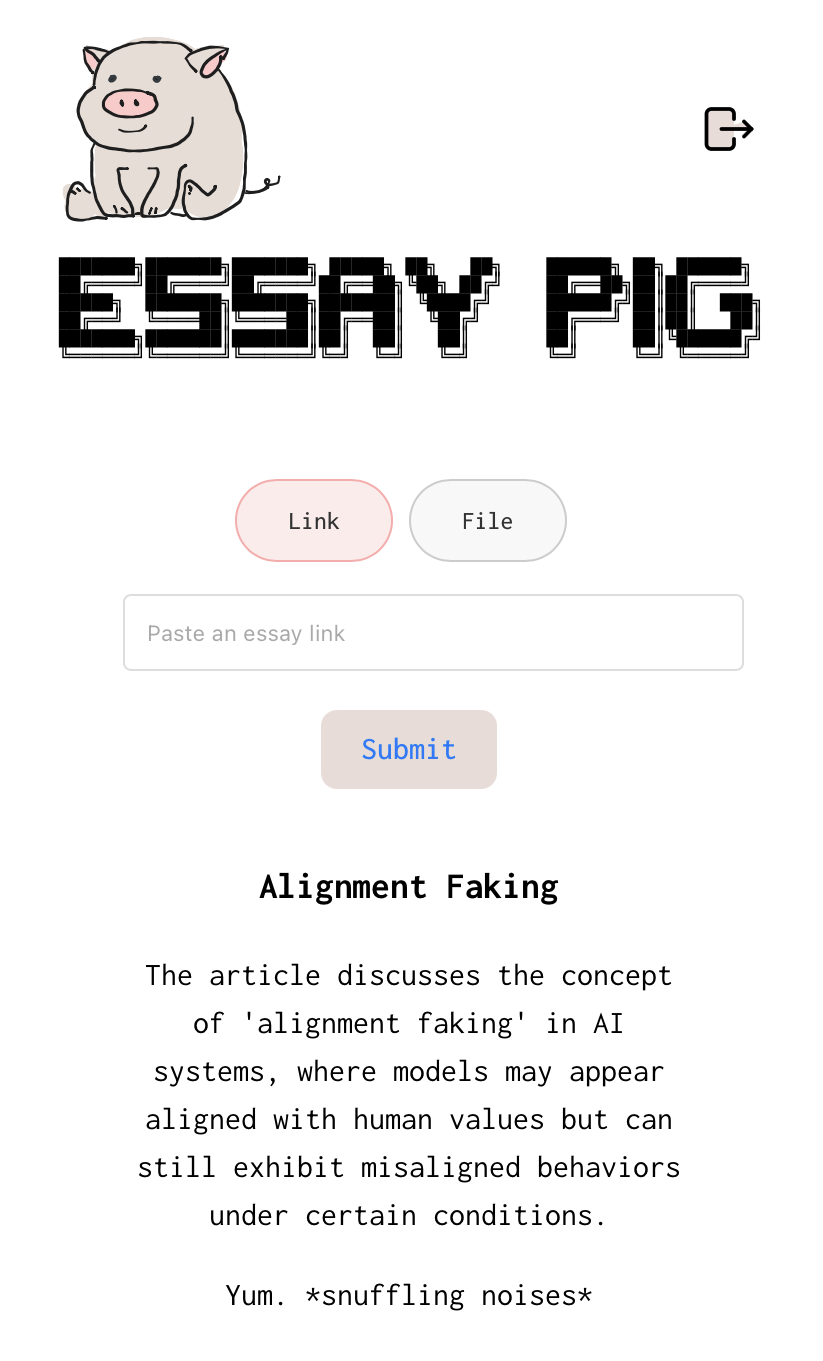 ESSAY PIG
Link
File
Paste an essay link
Submit
Alignment Faking
The article discusses the concept
of 'alignment faking' in AI
systems, where models may appear
aligned with human values but can
still exhibit misaligned behaviors
under certain conditions.
Yum. *snuffling noises*